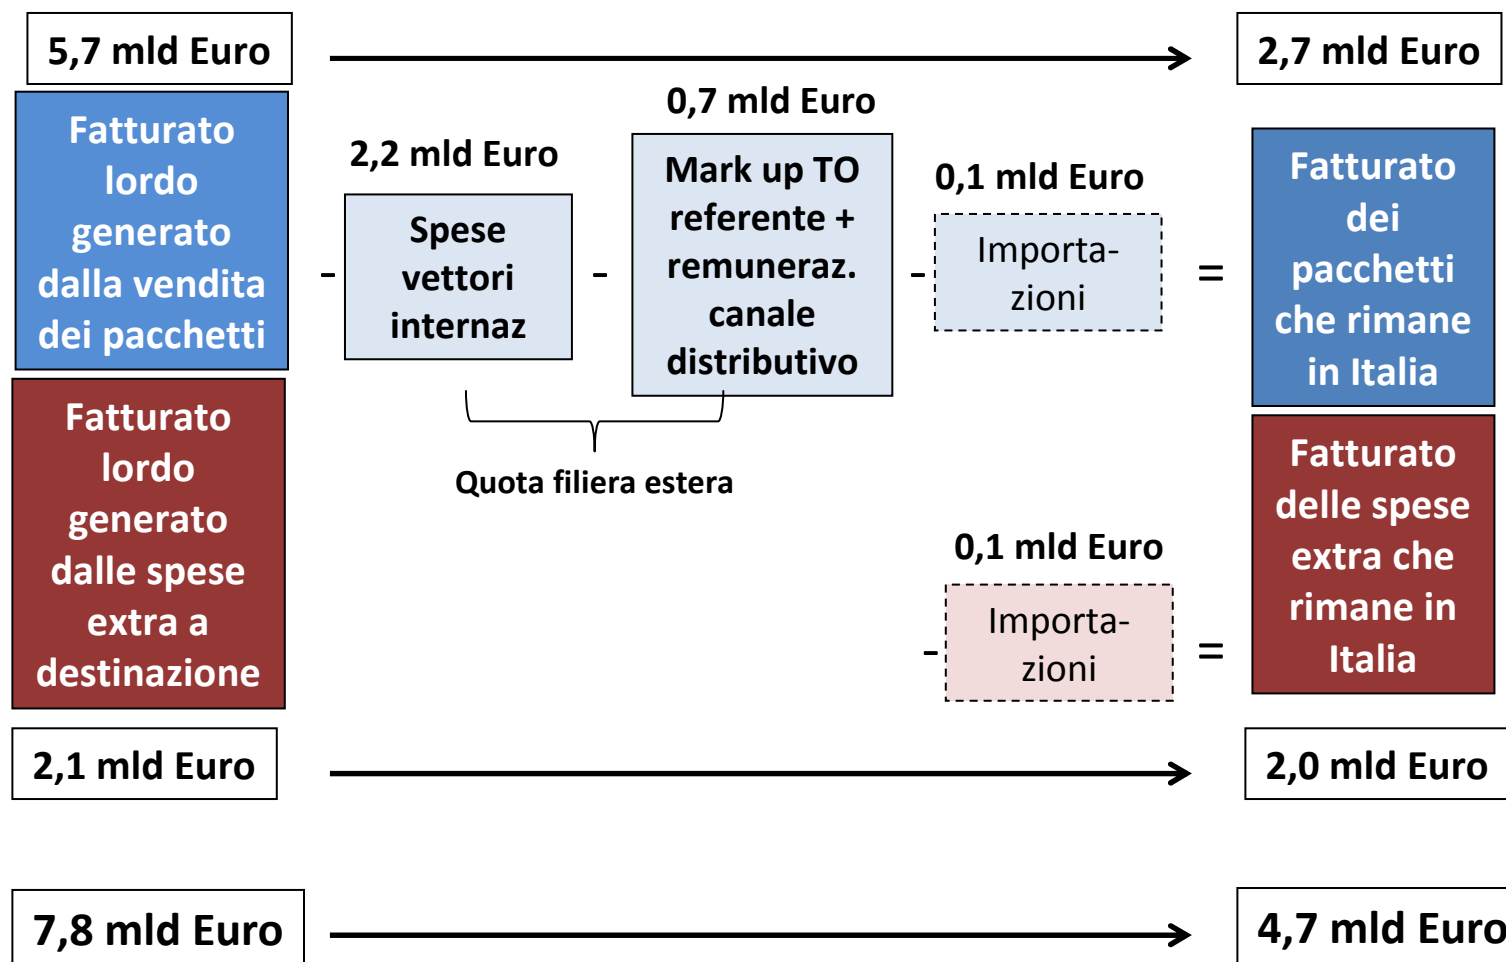 5,7 mld Euro
2,7 mld Euro
Fatturato
lordo
generato
dalla vendita
dei pacchetti
-
2,2 mld Euro
Spese
vettori
internaz
-
0,7 mld Euro
Mark up TO
referente +
remuneraz.
canale
distributivo
-
0,1 mld Euro
Importa-
zioni
=
Fatturato
dei
pacchetti
che rimane
in Italia
Quota filiera estera
Fatturato
lordo
generato
dalle spese
extra a
destinazione
-
0,1 mld Euro
Importa-
zioni
=
Fatturato
delle spese
extra che
rimane in
Italia
2,1 mld Euro
2,0 mld Euro
7,8 mld Euro
4,7 mld Euro